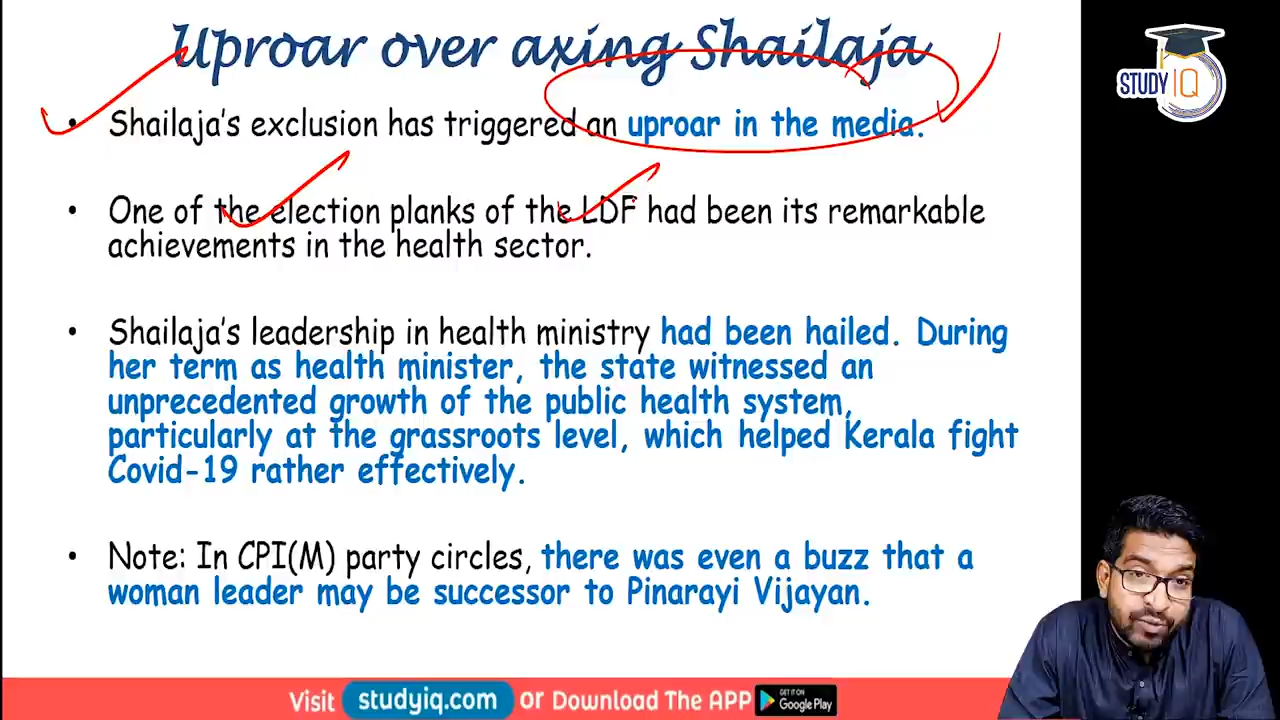 Uproar over axing Shailaja
STUDY IQ
• Shailaja's exclusion has triggered an uproar in the media.
• One of the election planks of the LDF had been its remarkable
achievements in the health sector.
• Shailaja's leadership in health ministry had been hailed. During
her term as health minister, the state witnessed an
unprecedented growth of the public health system,
particularly at the grassroots level, which helped Kerala fight
Covid-19 rather effectively.
• Note: In CPI(M) party circles, there was even a buzz that a
woman leader may be successor to Pinarayi Vijayan.
Visit studyiq.com or Download The APP GET IT ON Google Play